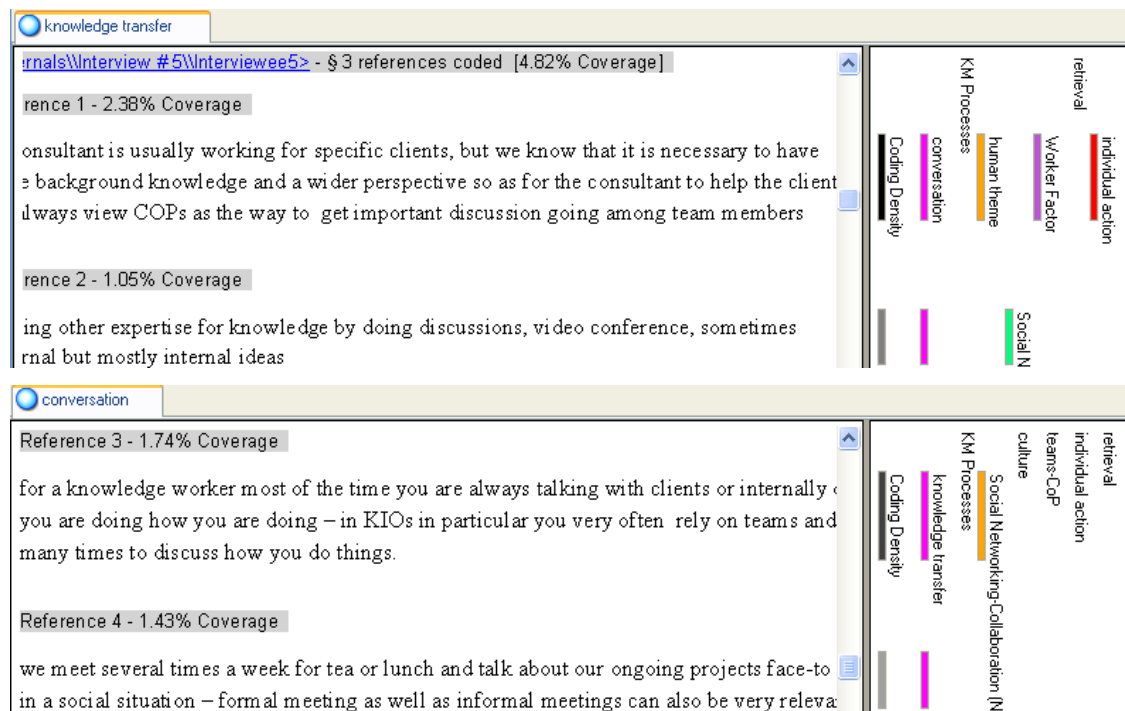 knowledge transfer
ernals\\Interview #5\\Interviewee5> - § 3 references coded [4.82% Coverage]
rence 1 - 2.38% Coverage
onsultant is usually working for specific clients, but we know that it is necessary to have
e background knowledge and a wider perspective so as for the consultant to help the client
always view COPs as the way to get important discussion going among team members
rence 2 - 1.05% Coverage
ing other expertise for knowledge by doing discussions, video conference, sometimes
rnal but mostly internal ideas
Coding Density
conversation
KM Processes
human theme
Social N
Worker Factor
retrieval
individual action
conversation
Reference 3 - 1.74% Coverage
for a knowledge worker most of the time you are always talking with clients or internally
you are doing how you are doing – in KIOs in particular you very often rely on teams and
many times to discuss how you do things.
Reference 4 - 1.43% Coverage
we meet several times a week for tea or lunch and talk about our ongoing projects face-to
in a social situation – formal meeting as well as informal meetings can also be very releva
Coding Density
knowledge transfer
KM Processes
Social Networking-Collaboration (N
culture
teams-CoP
individual action
retrieval